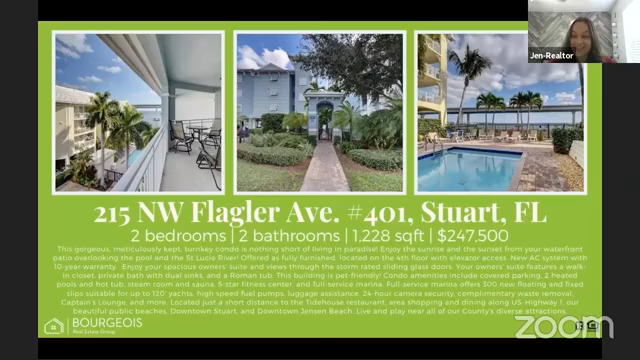 Jen-Realtor
215 NW Flagler Ave. #401, Stuart, FL
2 bedrooms | 2 bathrooms | 1,228 sqft | $247,500
This gorgeous, meticulously kept, turnkey condo is nothing short of living in paradise! Enjoy the sunrise and the sunset from your waterfront
patio overlooking the pool and the St Lucie River! Offered as fully furnished, located on the 4th floor with elevator access. New AC system with
10-year warranty. Enjoy your spacious owners' suite and views through the storm rated sliding glass doors. Your owners' suite features a walk-
in closet, private bath with dual sinks, and a Roman tub. This building is pet-friendly! Condo amenities include covered parking, 2 heated
pools and hot tub, steam room and sauna, 5-star fitness center, and full-service marina. Full-service marina offers 300 new floating and fixed
slips suitable for up to 120' yachts, high speed fuel pumps, luggage assistance, 24-hour camera security, complimentary waste removal,
Captain's Lounge, and more. Located just a short distance to the Tidehouse restaurant, area shopping and dining along US Highway 1, our
beautiful public beaches, Downtown Stuart, and Downtown Jensen Beach. Live and play near all of our County's diverse attractions.
BOURGEOIS
Real Estate Group
zoom